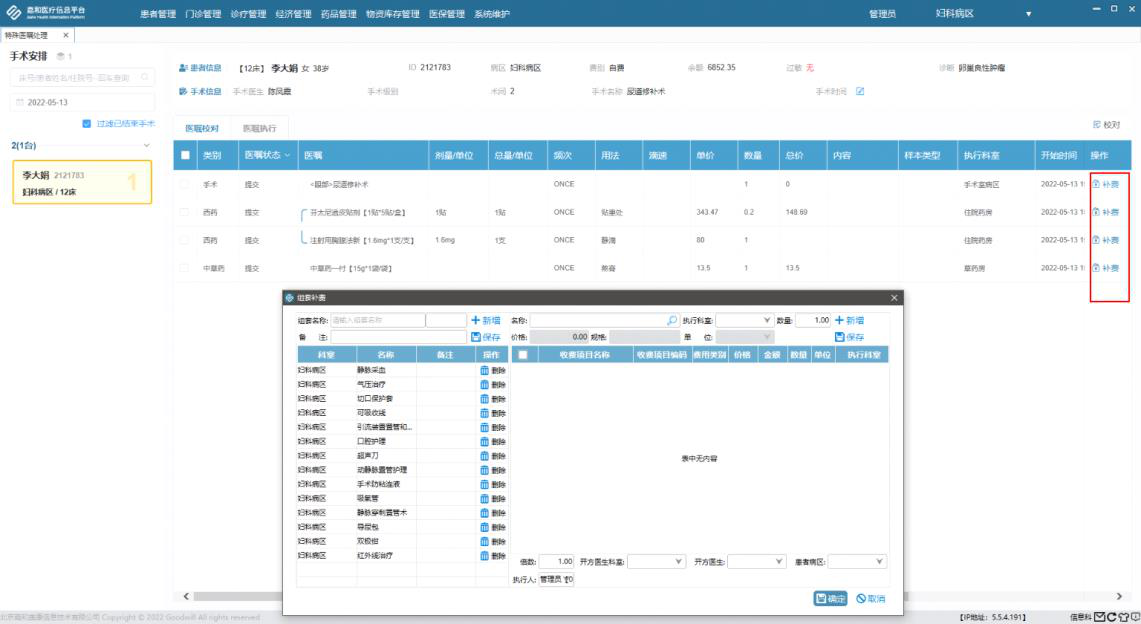 嘉和医疗信息平台 患者管理 门诊管理 诊疗管理 经济管理 药品管理 物资库存管理 医保管理 系统维护 管理员 妇科病区
特殊医嘱处理 ×
手术安排 1
床号/患者姓名/住院号--回车查询
2022-05-13
过滤已结束手术
2(1台)
李大娟 2121783 1
妇科病区 / 12床
患者信息 【12床】 李大娟 女 38岁 ID 2121783 病区 妇科病区 费别 自费 余额 6852.35 过敏 无 诊断 卵巢良性肿瘤
手术信息 手术医生 陈凤霞 手术级别 术间 2 手术名称 尿道修补术 手术时间
医嘱校对 医嘱执行 校对
类别 医嘱状态 医嘱 剂量/单位 总量/单位 频次 用法 滴速 单价 数量 总价 内容 样本类型 执行科室 开始时间 操作
手术 提交 <局部>尿道修补术 ONCE 1 0 手术室病区 2022-05-13 1 补费
西药 提交 芬太尼透皮贴剂【1贴*5贴/盒】 1贴 1贴 ONCE 贴患处 343.47 0.2 148.69 住院药房 2022-05-13 1 补费
西药 提交 注射用胸腺法新【1.6mg*1支/支】 1.6mg 1支 ONCE 静滴 80 1 住院药房 2022-05-13 1 补费
中草药 提交 中草药一付【15g*1袋/袋】 ONCE 13.5 1 13.5 草药房 2022-05-13 1 补费
组套补费 ×
组套名称: 请输入组套名称 新增 名称: 执行科室: 数量: 1.00 新增
备 注: 保存 价格: 0.00 规格: 单 位: 保存
科室 名称 备注 操作 收费项目名称 收费项目编码 费用类别 价格 金额 数量 单位 执行科室
妇科病区 静脉采血 删除
妇科病区 气压治疗 删除
妇科病区 切口保护套 删除
妇科病区 可吸收线 删除
妇科病区 引流装置置管和... 删除
妇科病区 口腔护理 删除
妇科病区 超声刀 删除
妇科病区 动静脉置管护理 删除
妇科病区 手术防粘连液 删除
妇科病区 吸氧管 删除
妇科病区 静脉穿刺置管术 删除
妇科病区 导尿包 删除
妇科病区 双极钳 删除
妇科病区 红外线治疗 删除
表中无内容
倍数: 1.00 开方医生科室: 开方医生: 患者病区:
执行人: 管理员
确定 取消
北京嘉和美康信息技术有限公司 Copyright © 2022 Goodwill All rights reserved 【IP地址: 5.5.4.191】 信息科